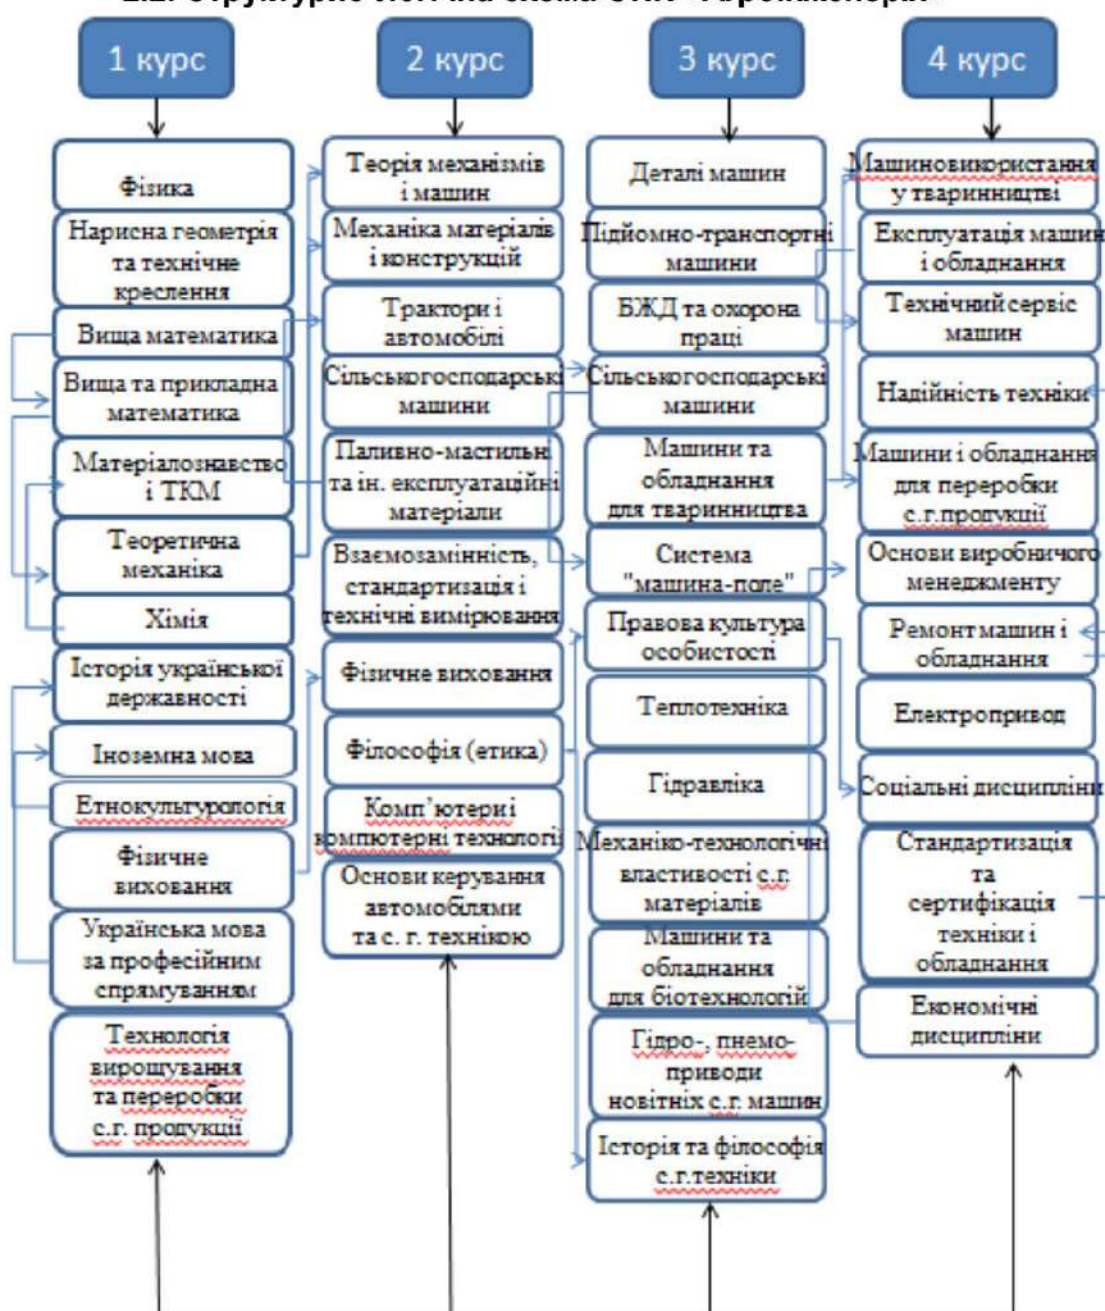 1 курс
Фізика
Нарисна геометрія
та технічне
креслення
Вища математика
Вища та прикладна
математика
Матеріалознавство
і ТКМ
Теоретична
механіка
Хімія
Історія української
державності
Іноземна мова
Етнокультурологія
Фізичне
виховання
Українська мова
за професійним
спрямуванням
Технологія
вирощування
та переробки
с.г. продукції
2 курс
Теорія механізмів
і машин
Механіка матеріалів
і конструкцій
Трактори і
автомобілі
Сільськогосподарські
машини
Паливно-мастильні
та ін. експлуатаційні
матеріали
Взаємозамінність,
стандартизація і
технічні вимірювання
Фізичне виховання
Філософія (етика)
Комп’ютери і
компютерні технології
Основи керування
автомобілями
та с. г. технікою
3 курс
Деталі машин
Підйомно-транспортні
машини
БЖД та охорона
праці
Сільськогосподарські
машини
Машини та
обладнання
для тваринництва
Система
"машина-поле"
Правова культура
особистості
Теплотехніка
Гідравліка
Механіко-технологічні
властивості с.г.
матеріалів
Машини та
обладнання
для біотехнологій
Гідро-, пнемо-
приводи
новітніх с.г. машин
Історія та філософія
с.г.техніки
4 курс
Машиновикористання
у тваринництві
Експлуатація машин
і обладнання
Технічний сервіс
машин
Надійність техніки
Машини і обладнання
для переробки
с.г.продукції
Основи виробничого
менеджменту
Ремонт машин і
обладнання
Електропривод
Соціальні дисципліни
Стандартизація
та
сертифікація
техніки і
обладнання
Економічні
дисципліни